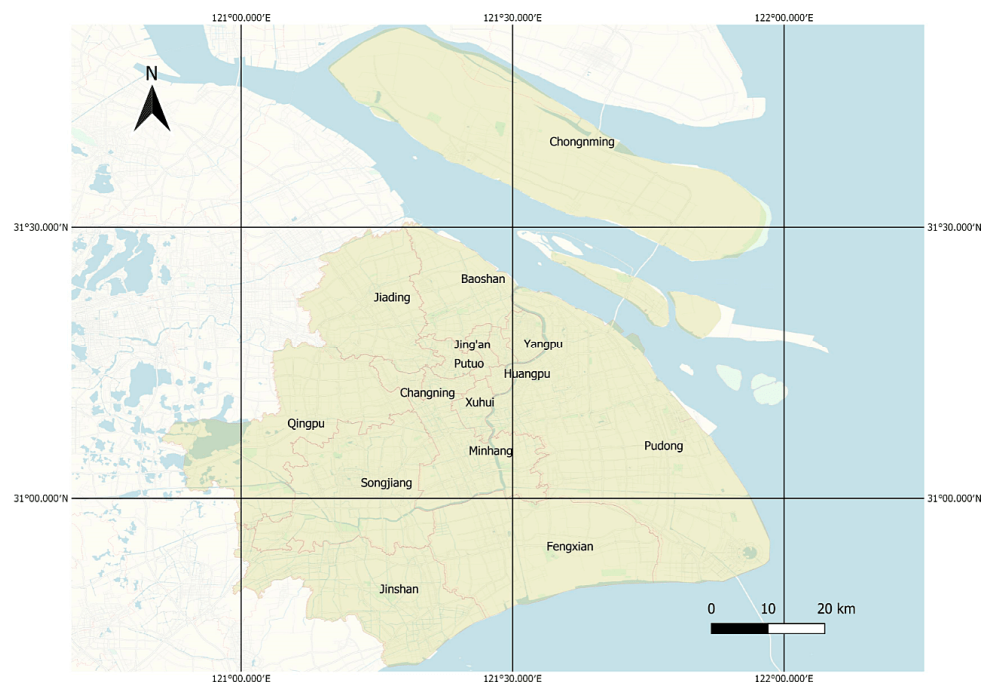 121°00.000'E 121°30.000'E 122°00.000'E
N
Chongnming
31°30.000'N 31°30.000'N
Baoshan
Jiading
Jing'an Yangpu
Putuo
Huangpu
Changning
Xuhui
Qingpu
Pudong
Minhang
Songjiang
31°00.000'N 31°00.000'N
Fengxian
Jinshan
0 10 20 km
121°00.000'E 121°30.000'E 122°00.000'E